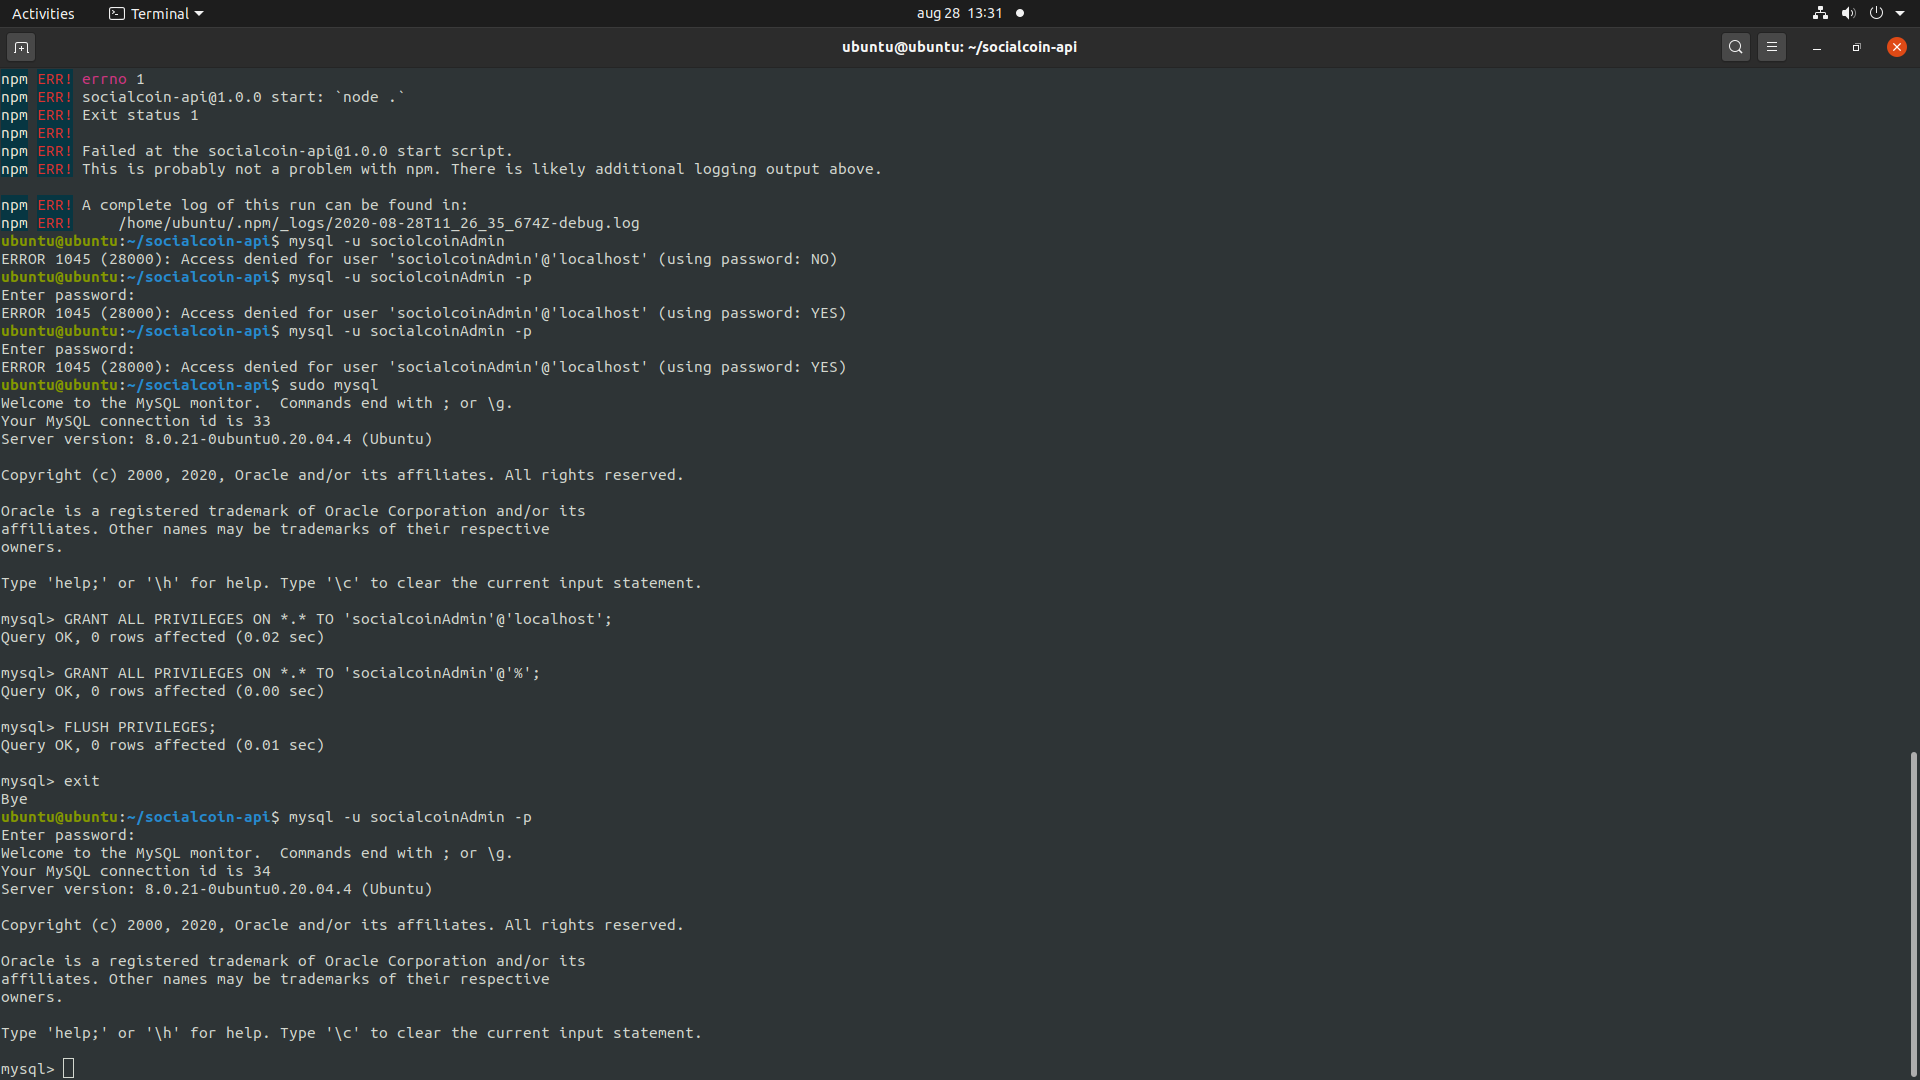 Activities
Terminal
aug 28 13:31
ubuntu@ubuntu: ~/socialcoin-api
npm ERR! errno 1
npm ERR! socialcoin-api@1.0.0 start: `node .`
npm ERR! Exit status 1
npm ERR!
npm ERR! Failed at the socialcoin-api@1.0.0 start script.
npm ERR! This is probably not a problem with npm. There is likely additional logging output above.
npm ERR! A complete log of this run can be found in:
npm ERR!     /home/ubuntu/.npm/_logs/2020-08-28T11_26_35_674Z-debug.log
ubuntu@ubuntu:~/socialcoin-api$ mysql -u sociolcoinAdmin
ERROR 1045 (28000): Access denied for user 'sociolcoinAdmin'@'localhost' (using password: NO)
ubuntu@ubuntu:~/socialcoin-api$ mysql -u sociolcoinAdmin -p
Enter password:
ERROR 1045 (28000): Access denied for user 'sociolcoinAdmin'@'localhost' (using password: YES)
ubuntu@ubuntu:~/socialcoin-api$ mysql -u socialcoinAdmin -p
Enter password:
ERROR 1045 (28000): Access denied for user 'socialcoinAdmin'@'localhost' (using password: YES)
ubuntu@ubuntu:~/socialcoin-api$ sudo mysql
Welcome to the MySQL monitor.  Commands end with ; or \g.
Your MySQL connection id is 33
Server version: 8.0.21-0ubuntu0.20.04.4 (Ubuntu)
Copyright (c) 2000, 2020, Oracle and/or its affiliates. All rights reserved.
Oracle is a registered trademark of Oracle Corporation and/or its
affiliates. Other names may be trademarks of their respective
owners.
Type 'help;' or '\h' for help. Type '\c' to clear the current input statement.
mysql> GRANT ALL PRIVILEGES ON *.* TO 'socialcoinAdmin'@'localhost';
Query OK, 0 rows affected (0.02 sec)
mysql> GRANT ALL PRIVILEGES ON *.* TO 'socialcoinAdmin'@'%';
Query OK, 0 rows affected (0.00 sec)
mysql> FLUSH PRIVILEGES;
Query OK, 0 rows affected (0.01 sec)
mysql> exit
Bye
ubuntu@ubuntu:~/socialcoin-api$ mysql -u socialcoinAdmin -p
Enter password:
Welcome to the MySQL monitor.  Commands end with ; or \g.
Your MySQL connection id is 34
Server version: 8.0.21-0ubuntu0.20.04.4 (Ubuntu)
Copyright (c) 2000, 2020, Oracle and/or its affiliates. All rights reserved.
Oracle is a registered trademark of Oracle Corporation and/or its
affiliates. Other names may be trademarks of their respective
owners.
Type 'help;' or '\h' for help. Type '\c' to clear the current input statement.
mysql>